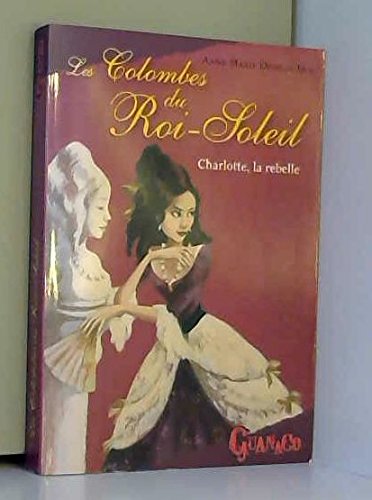 Les Colombes
du
Roi-Soleil
Charlotte, la rebelle
GUANACO